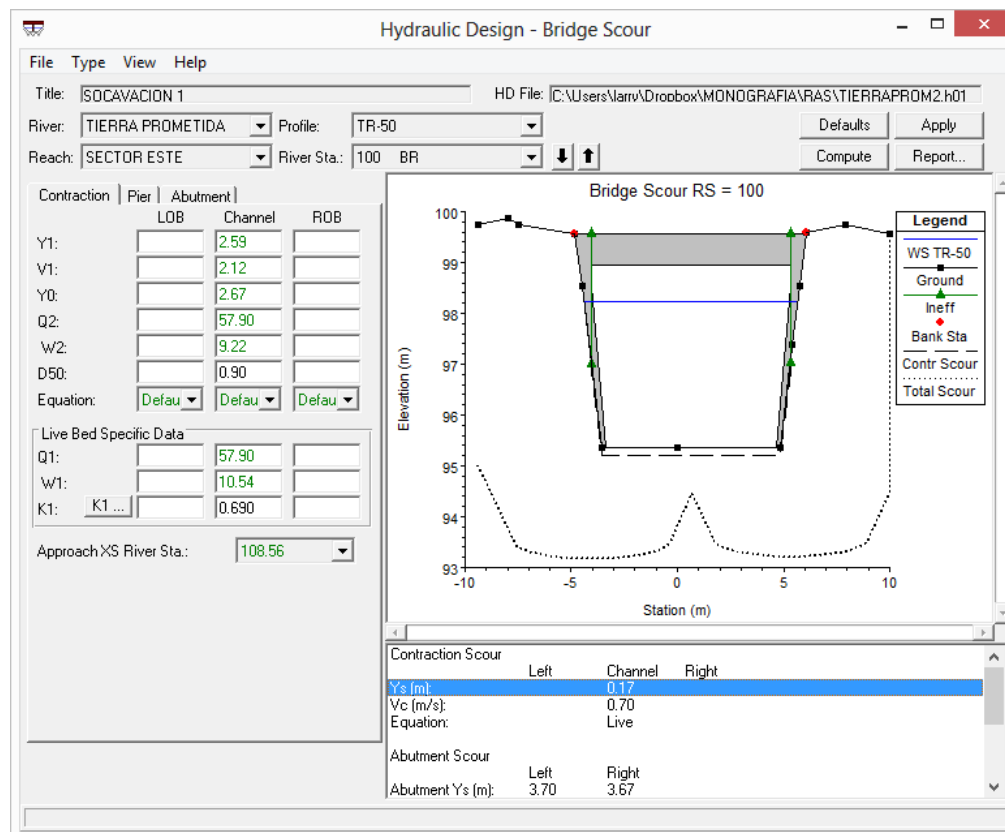 Hydraulic Design - Bridge Scour
File Type View Help
Title: SOCAVACION 1 HD File: C:\Users\larry\Dropbox\MONOGRAFIA\RAS\TIERRAPROM2.h01
River: TIERRA PROMETIDA Profile: TR-50 Defaults Apply
Reach: SECTOR ESTE River Sta.: 100 BR Compute Report...
Contraction Pier Abutment
LOB Channel ROB
Y1: 2.59
V1: 2.12
Y0: 2.67
Q2: 57.90
W2: 9.22
D50: 0.90
Equation: Defau Defau Defau
Live Bed Specific Data
Q1: 57.90
W1: 10.54
K1: K1 ... 0.690
Approach XS River Sta.: 108.56
Bridge Scour RS = 100
Elevation (m)
100
99
98
97
96
95
94
93
-10 -5 0 5 10
Station (m)
Legend
WS TR-50
Ground
Ineff
Bank Sta
Contr Scour
Total Scour
Contraction Scour
Left Channel Right
Ys (m): 0.17
Vc (m/s): 0.70
Equation: Live
Abutment Scour
Left Right
Abutment Ys (m): 3.70 3.67